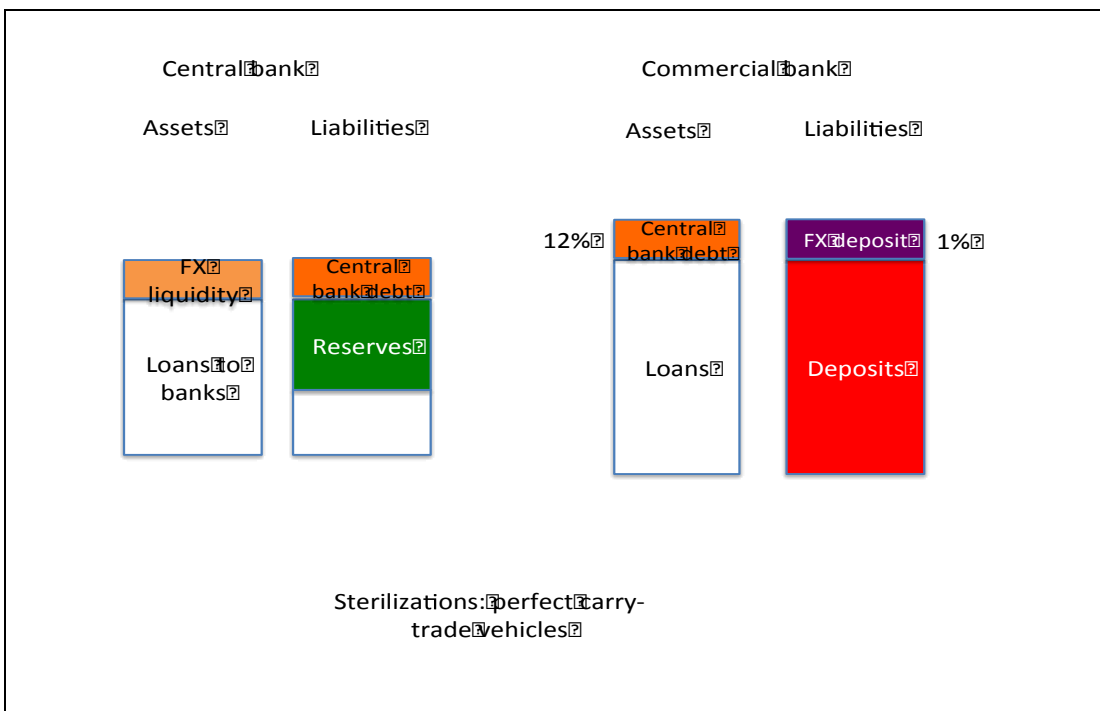 Central bank
Commercial bank
Assets
Liabilities
Assets
Liabilities
12%
Central
bank debt
FX deposit
1%
FX
liquidity
Central
bank debt
Reserves
Loans to
banks
Loans
Deposits
Sterilizations: perfect carry-
trade vehicles